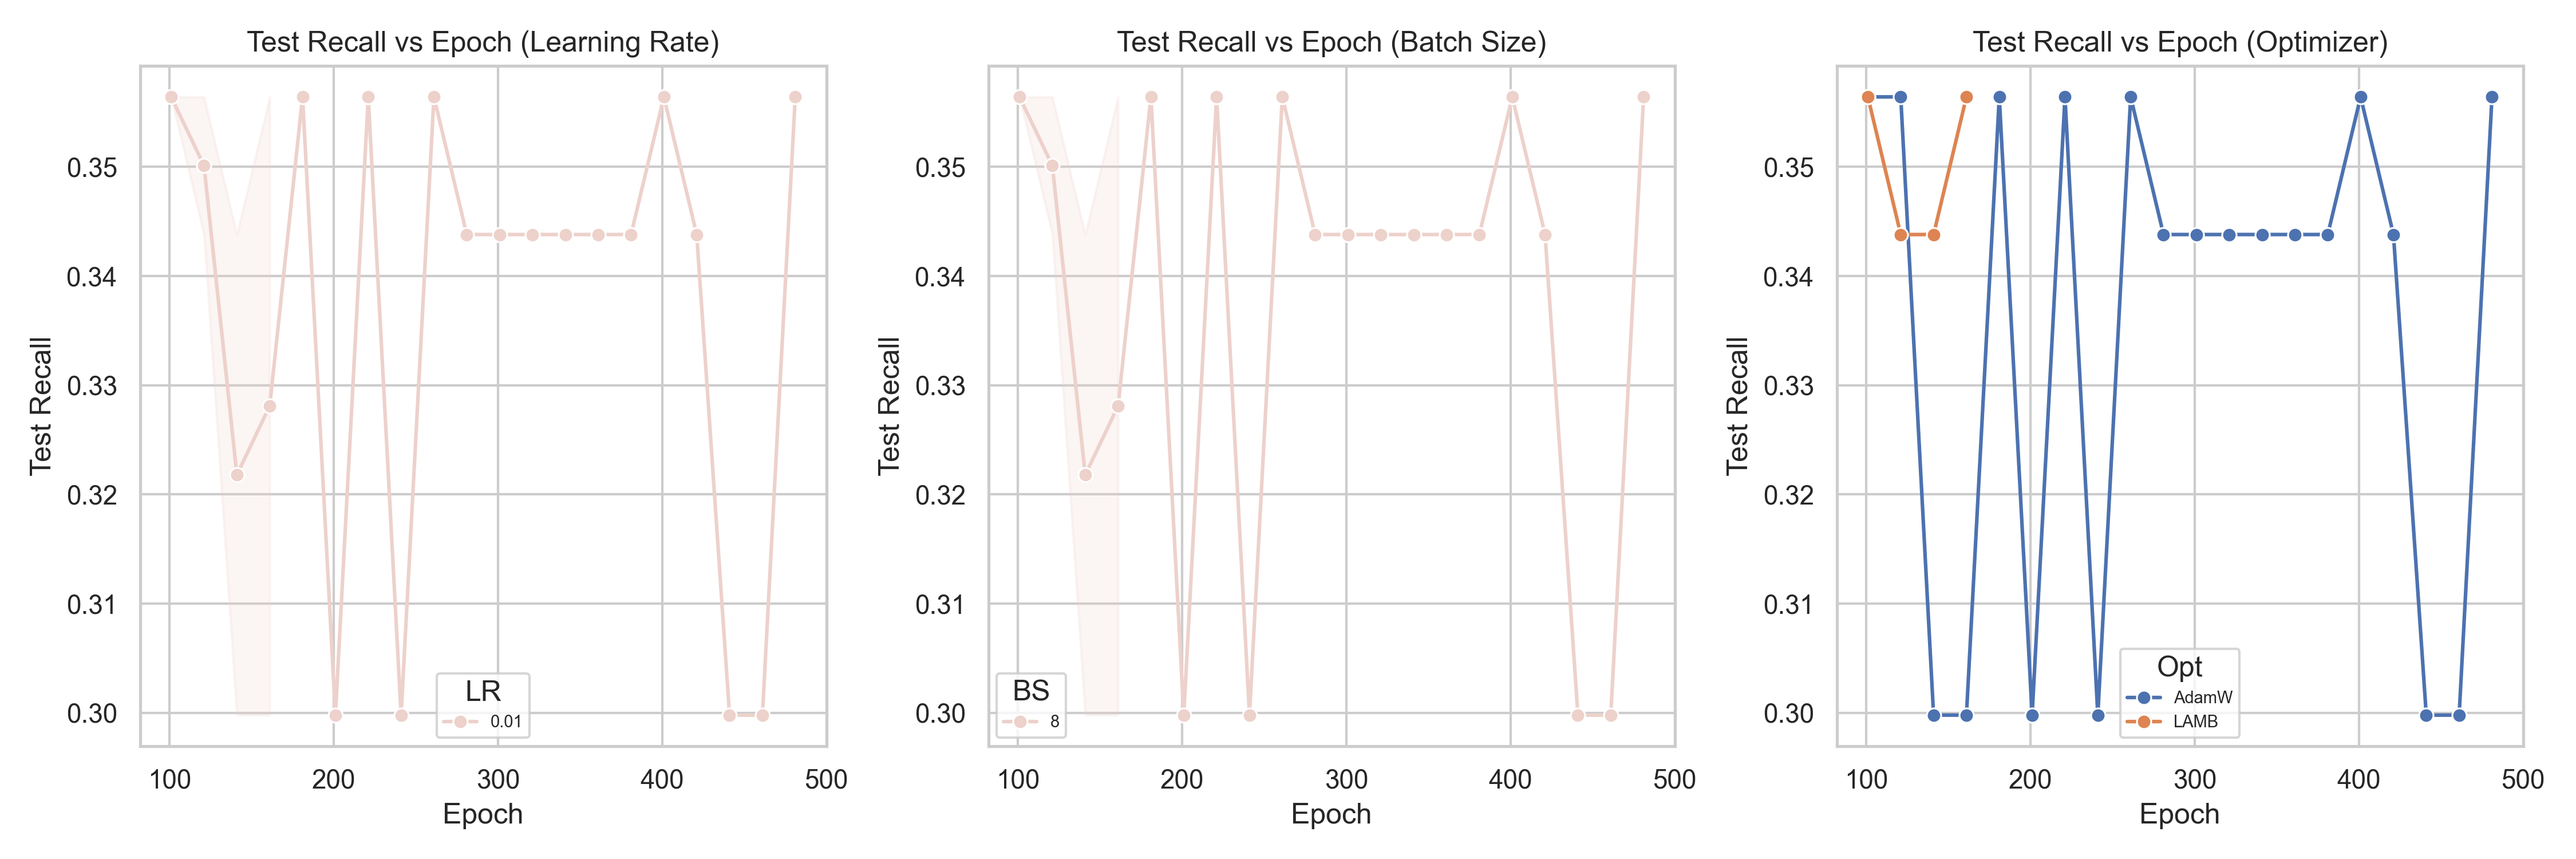 Test Recall vs Epoch (Learning Rate)
Test Recall
0.35
0.34
0.33
0.32
0.31
0.30
LR
0.01
100 200 300 400 500
Epoch
Test Recall vs Epoch (Batch Size)
Test Recall
0.35
0.34
0.33
0.32
0.31
0.30
BS
8
100 200 300 400 500
Epoch
Test Recall vs Epoch (Optimizer)
Test Recall
0.35
0.34
0.33
0.32
0.31
0.30
Opt
AdamW
LAMB
100 200 300 400 500
Epoch